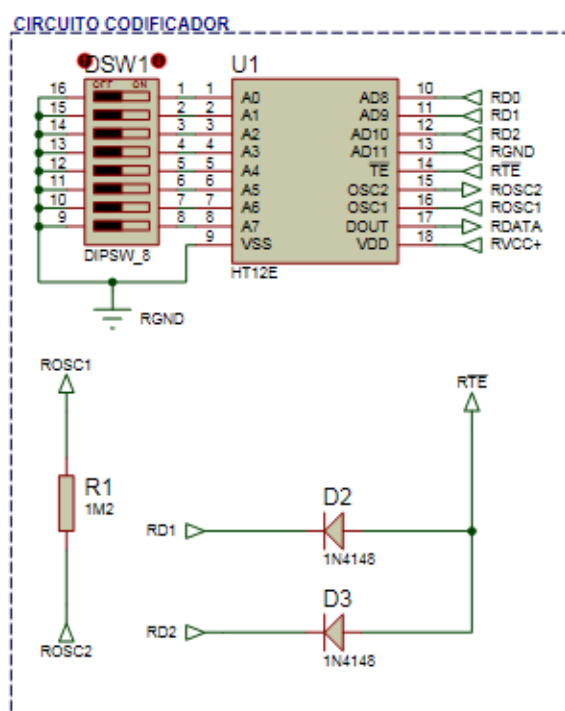 CIRCUITO CODIFICADOR
DSW1 U1
OFF ON
16 1 1 A0 AD8 10 RD0
15 2 2 A1 AD9 11 RD1
14 3 3 A2 AD10 12 RD2
13 4 4 A3 AD11 13 RGND
12 5 5 A4 TE 14 RTE
11 6 6 A5 OSC2 15 ROSC2
10 7 7 A6 OSC1 16 ROSC1
9 8 8 A7 DOUT 17 RDATA
9 VSS VDD 18 RVCC+
DIPSW_8 HT12E
RGND
ROSC1 RTE
R1
1M2
D2
RD1
1N4148
D3
RD2
1N4148
ROSC2